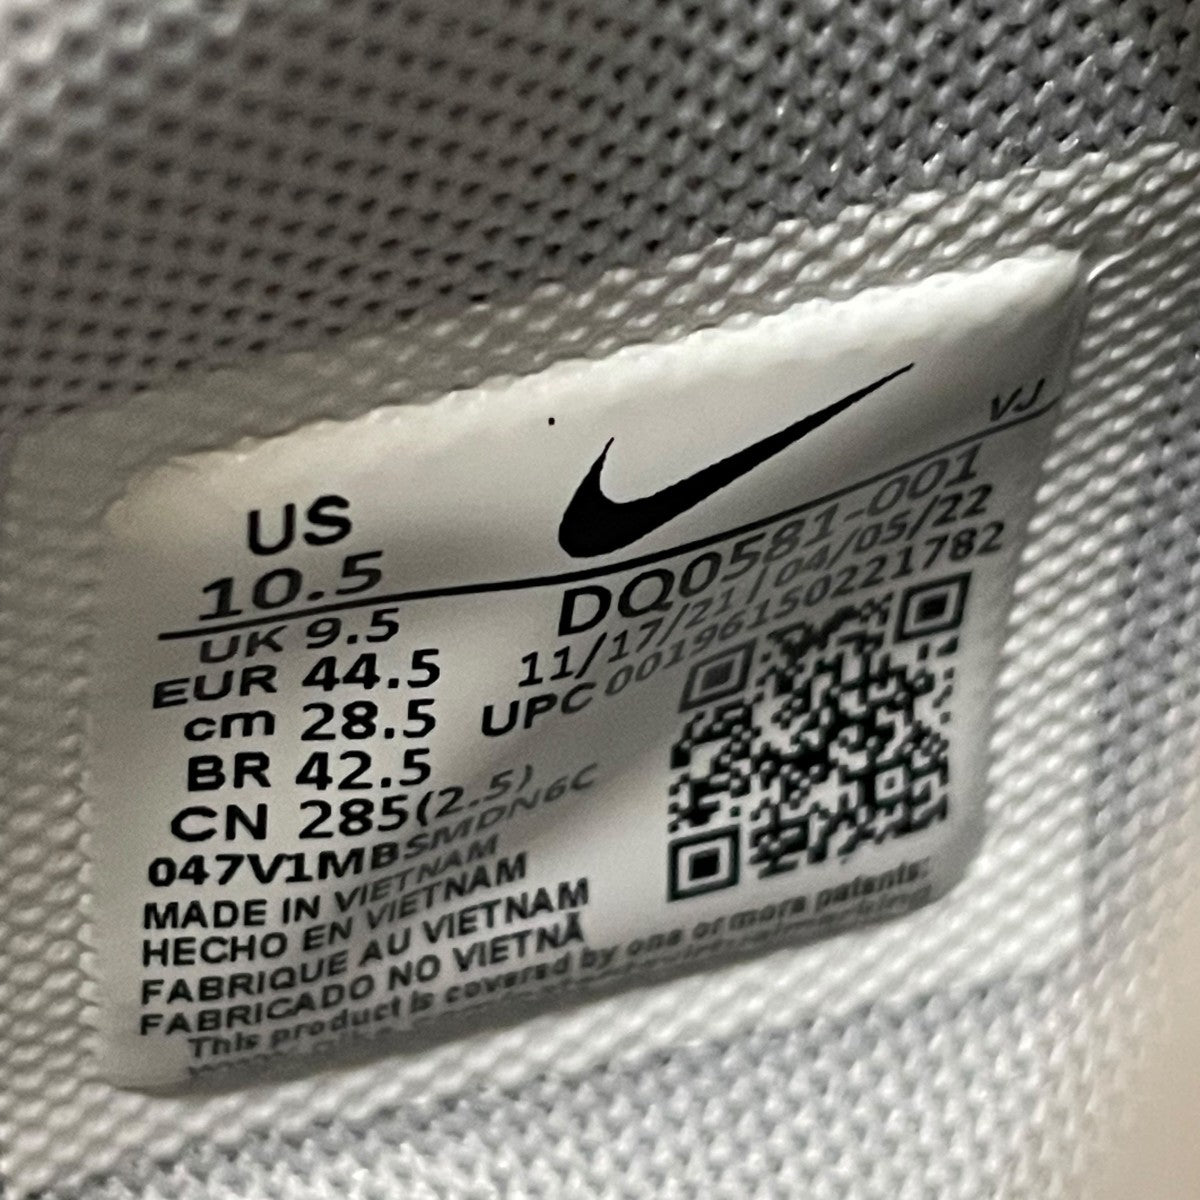 VJ
US
10.5
DQ0581-001
UK 9.5
11/17/21 / 04/05/22
EUR 44.5
UPC 00196150221782
cm 28.5
BR 42.5
CN 285(2.5)
047V1MBSMDN6C
MADE IN VIETNAM
HECHO EN VIETNAM
FABRIQUE AU VIETNAM
FABRICADO NO VIETNÃ
This product is covered by one or more patents: